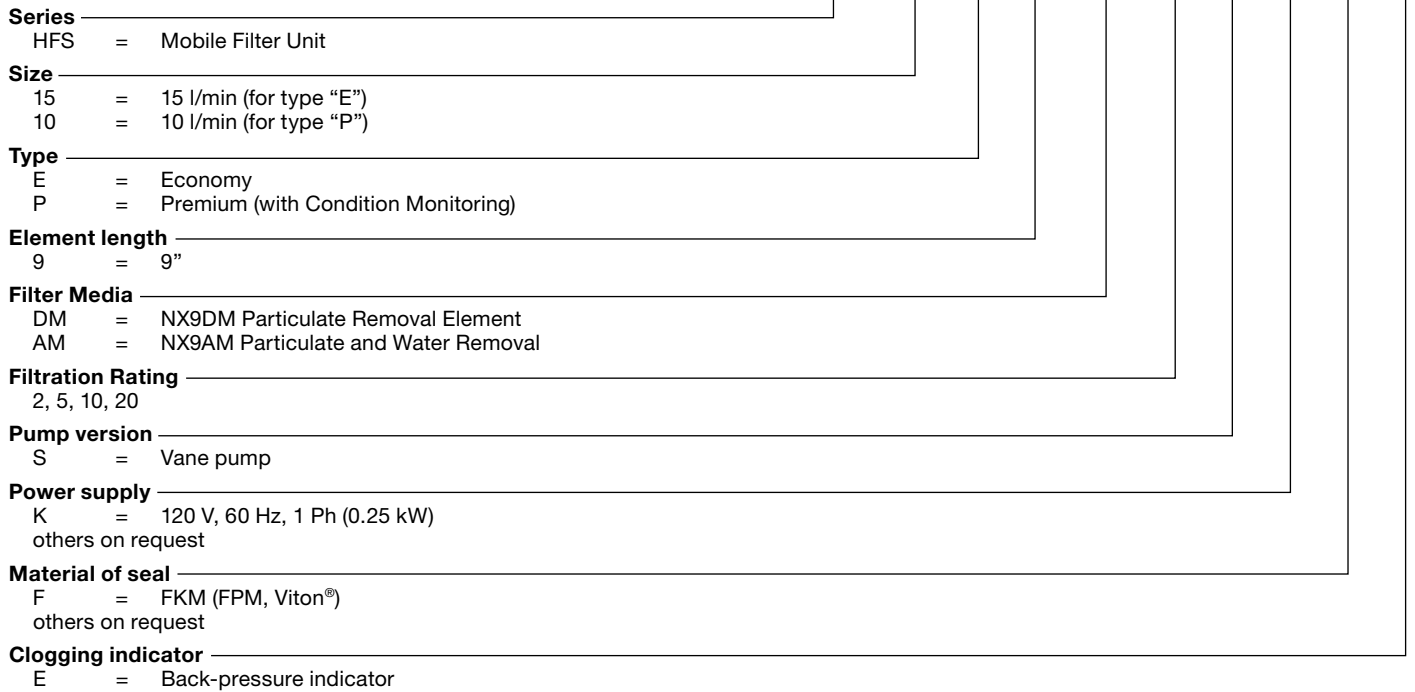 Series
HFS = Mobile Filter Unit
Size
15 = 15 l/min (for type “E”)
10 = 10 l/min (for type “P”)
Type
E = Economy
P = Premium (with Condition Monitoring)
Element length
9 = 9”
Filter Media
DM = NX9DM Particulate Removal Element
AM = NX9AM Particulate and Water Removal
Filtration Rating
2, 5, 10, 20
Pump version
S = Vane pump
Power supply
K = 120 V, 60 Hz, 1 Ph (0.25 kW)
others on request
Material of seal
F = FKM (FPM, Viton®)
others on request
Clogging indicator
E = Back-pressure indicator